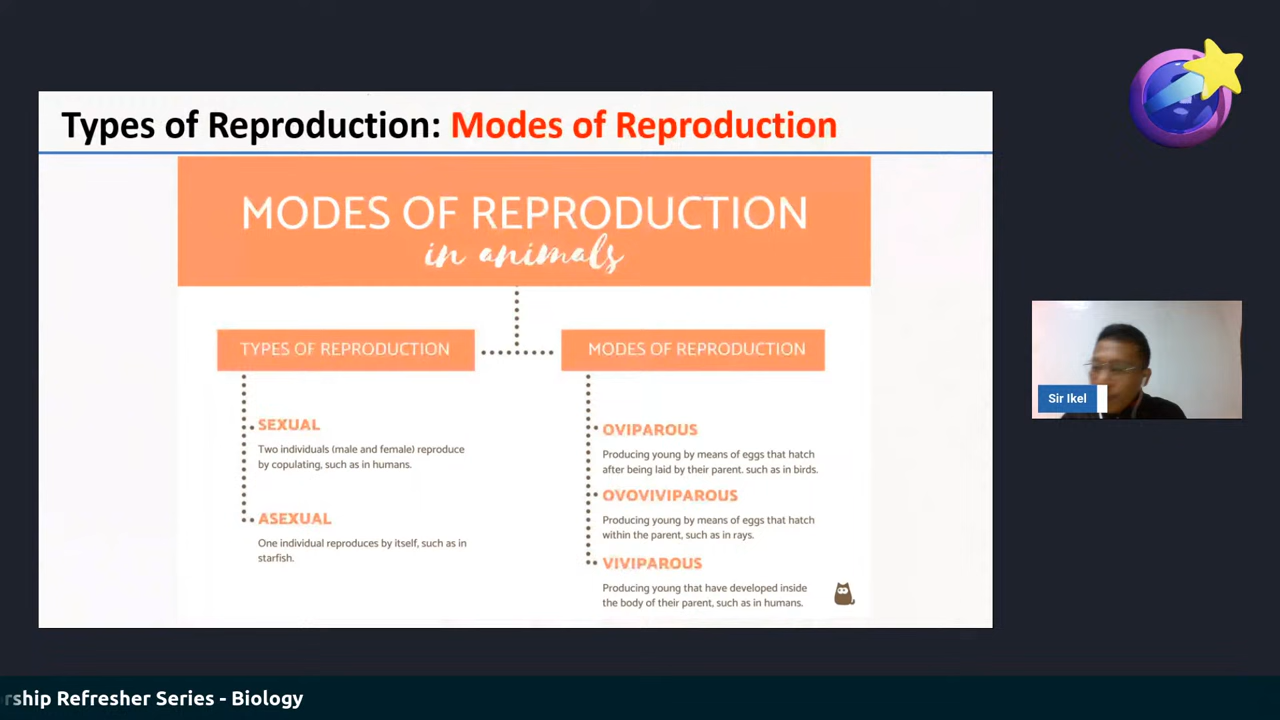 Types of Reproduction: Modes of Reproduction
MODES OF REPRODUCTION
in animals
TYPES OF REPRODUCTION
SEXUAL
Two individuals (male and female) reproduce
by copulating, such as in humans.
ASEXUAL
One individual reproduces by itself, such as in
starfish.
MODES OF REPRODUCTION
OVIPAROUS
Producing young by means of eggs that hatch
after being laid by their parent. such as in birds.
OVOVIVIPAROUS
Producing young by means of eggs that hatch
within the parent, such as in rays.
VIVIPAROUS
Producing young that have developed inside
the body of their parent, such as in humans.
Sir Ikel
rship Refresher Series - Biology